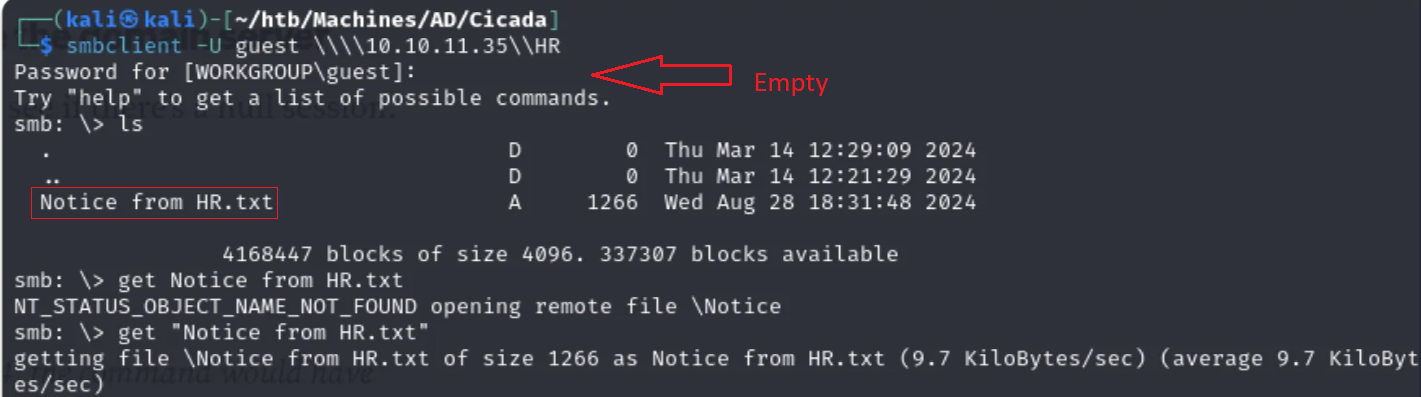 ┌──(kali㉿kali)-[~/htb/Machines/AD/Cicada]
└─$ smbclient -U guest \\\\10.10.11.35\\HR
Password for [WORKGROUP\guest]:
Empty
Try "help" to get a list of possible commands.
smb: \> ls
  .                                   D        0  Thu Mar 14 12:29:09 2024
  ..                                  D        0  Thu Mar 14 12:21:29 2024
  Notice from HR.txt                  A     1266  Wed Aug 28 18:31:48 2024
                4168447 blocks of size 4096. 337307 blocks available
smb: \> get Notice from HR.txt
NT_STATUS_OBJECT_NAME_NOT_FOUND opening remote file \Notice
smb: \> get "Notice from HR.txt"
getting file \Notice from HR.txt of size 1266 as Notice from HR.txt (9.7 KiloBytes/sec) (average 9.7 KiloByt
es/sec)